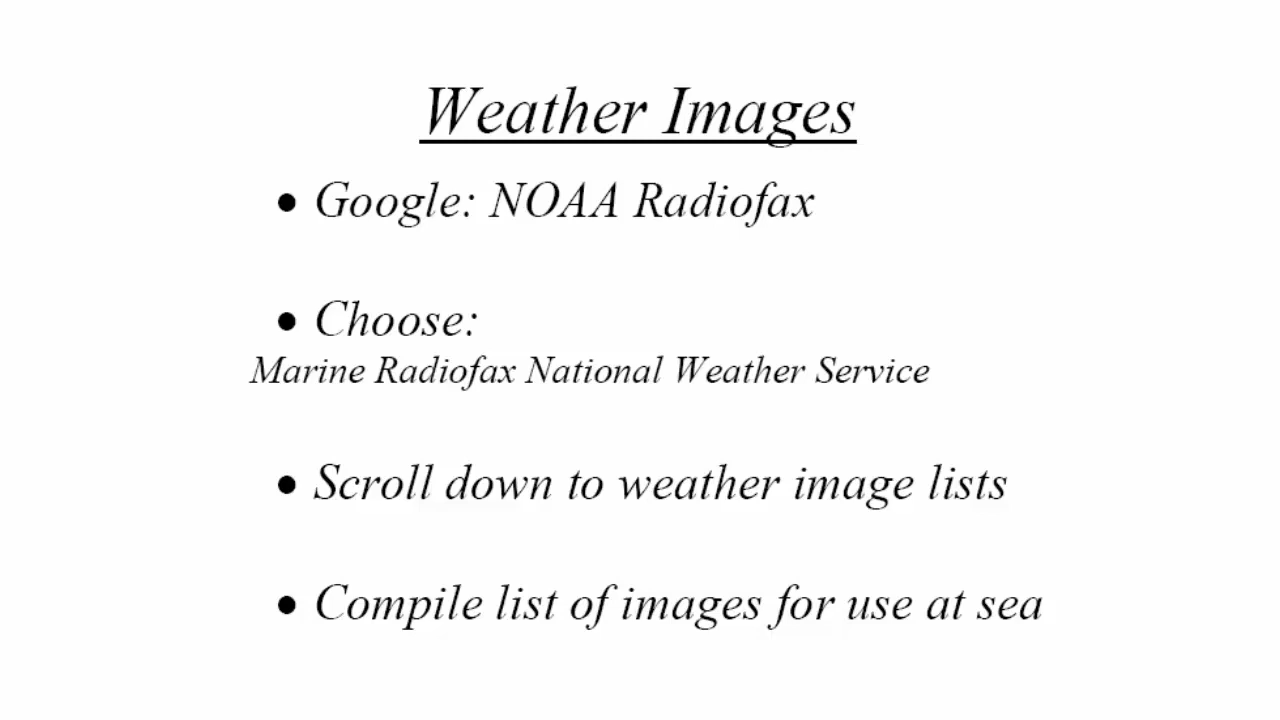 Weather Images
• Google: NOAA Radiofax
• Choose:
Marine Radiofax National Weather Service
• Scroll down to weather image lists
• Compile list of images for use at sea